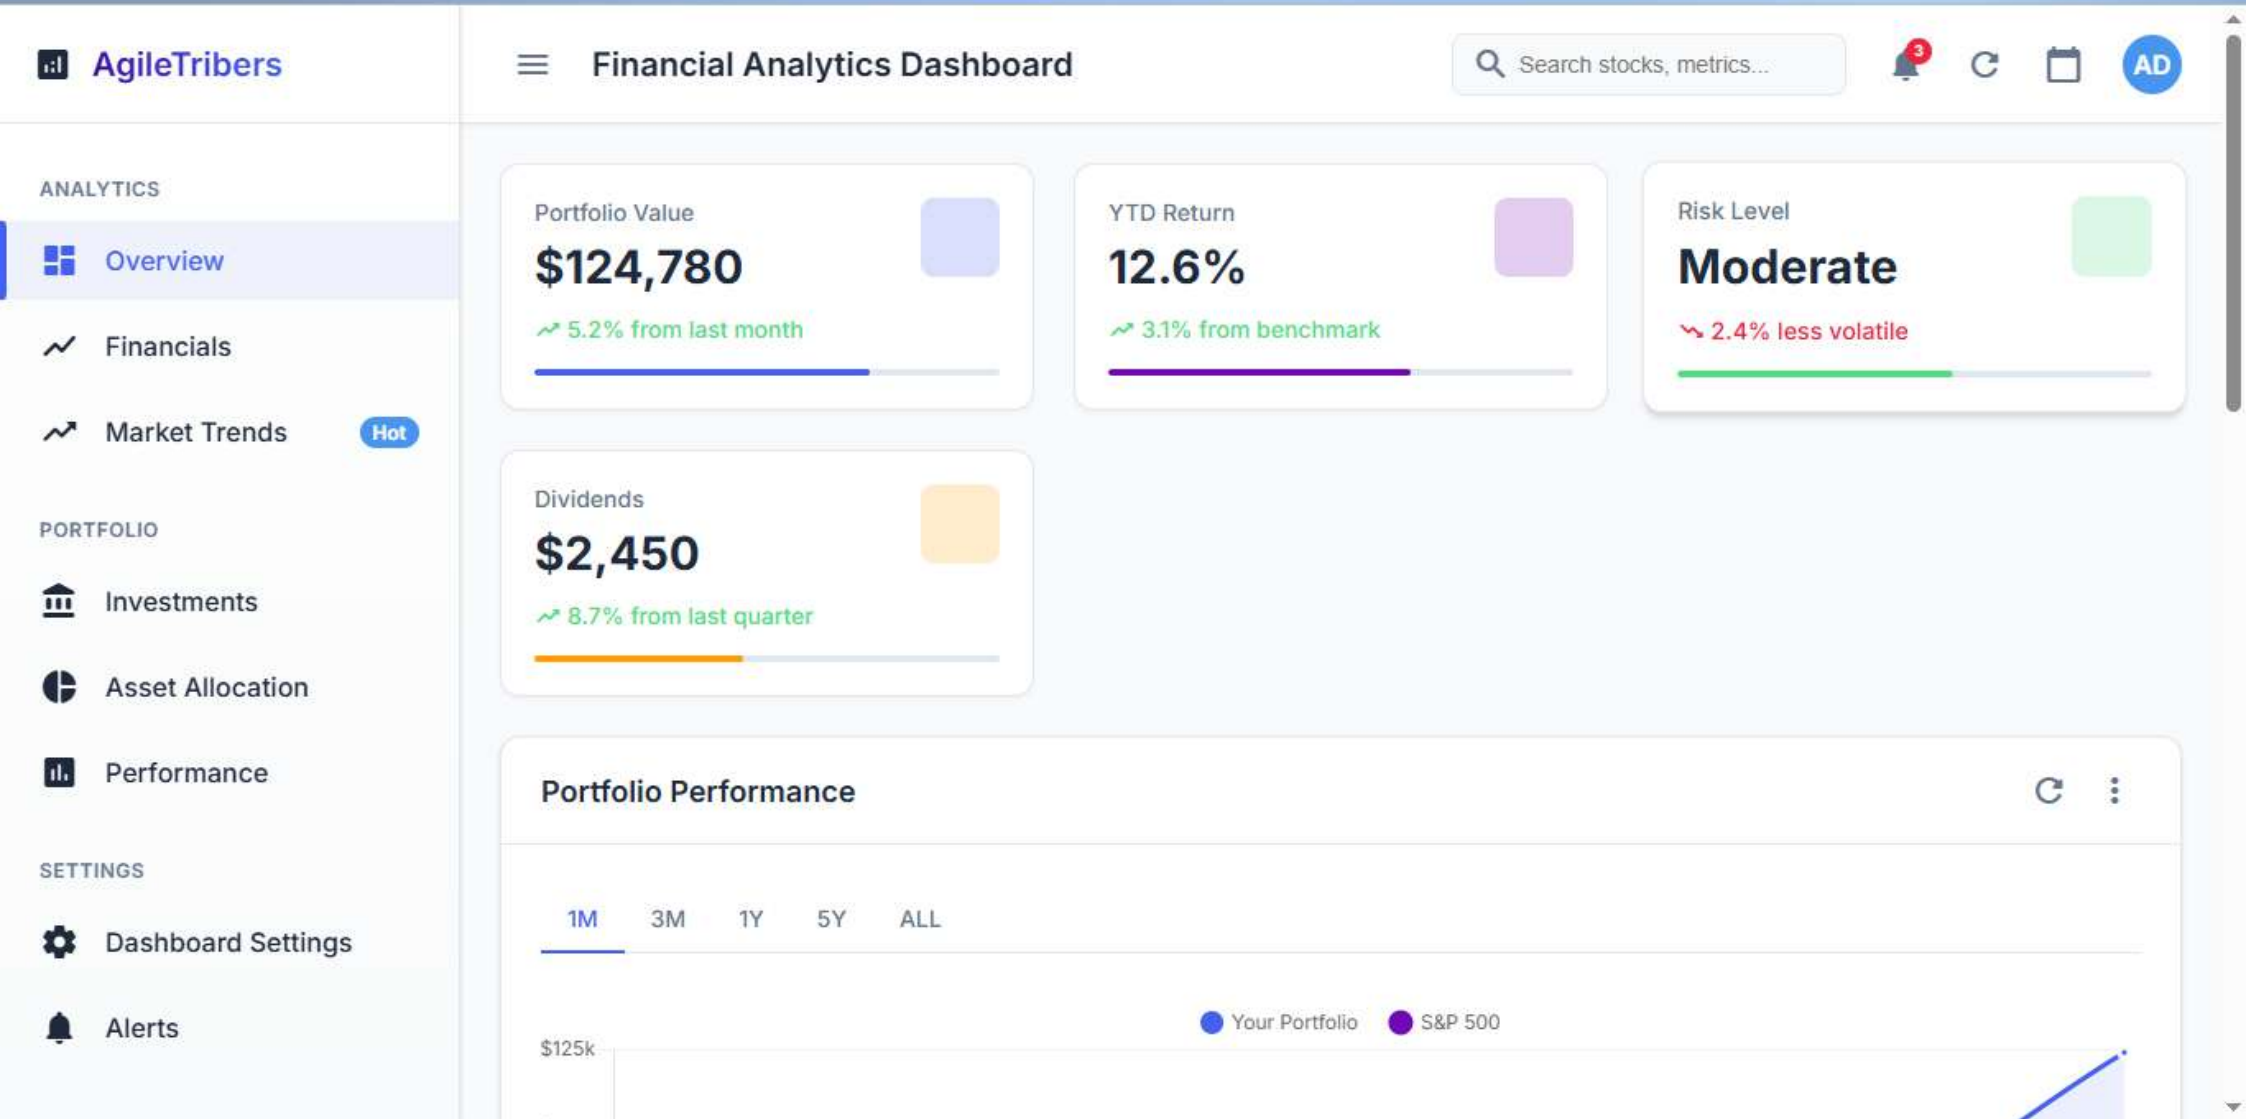 AgileTribers
Financial Analytics Dashboard
Search stocks, metrics...
3
AD
ANALYTICS
Overview
Financials
Market Trends
Hot
PORTFOLIO
Investments
Asset Allocation
Performance
SETTINGS
Dashboard Settings
Alerts
Portfolio Value
$124,780
5.2% from last month
YTD Return
12.6%
3.1% from benchmark
Risk Level
Moderate
2.4% less volatile
Dividends
$2,450
8.7% from last quarter
Portfolio Performance
1M 3M 1Y 5Y ALL
Your Portfolio S&P 500
$125k